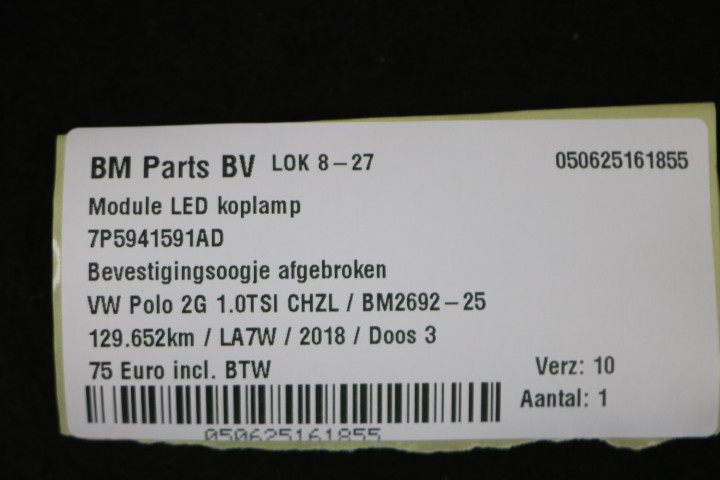 BM Parts BV LOK 8-27 050625161855
Module LED koplamp
7P5941591AD
Bevestigingsoogje afgebroken
VW Polo 2G 1.0TSI CHZL / BM2692-25
129.652km / LA7W / 2018 / Doos 3
75 Euro incl. BTW Verz: 10
Aantal: 1
050625161855